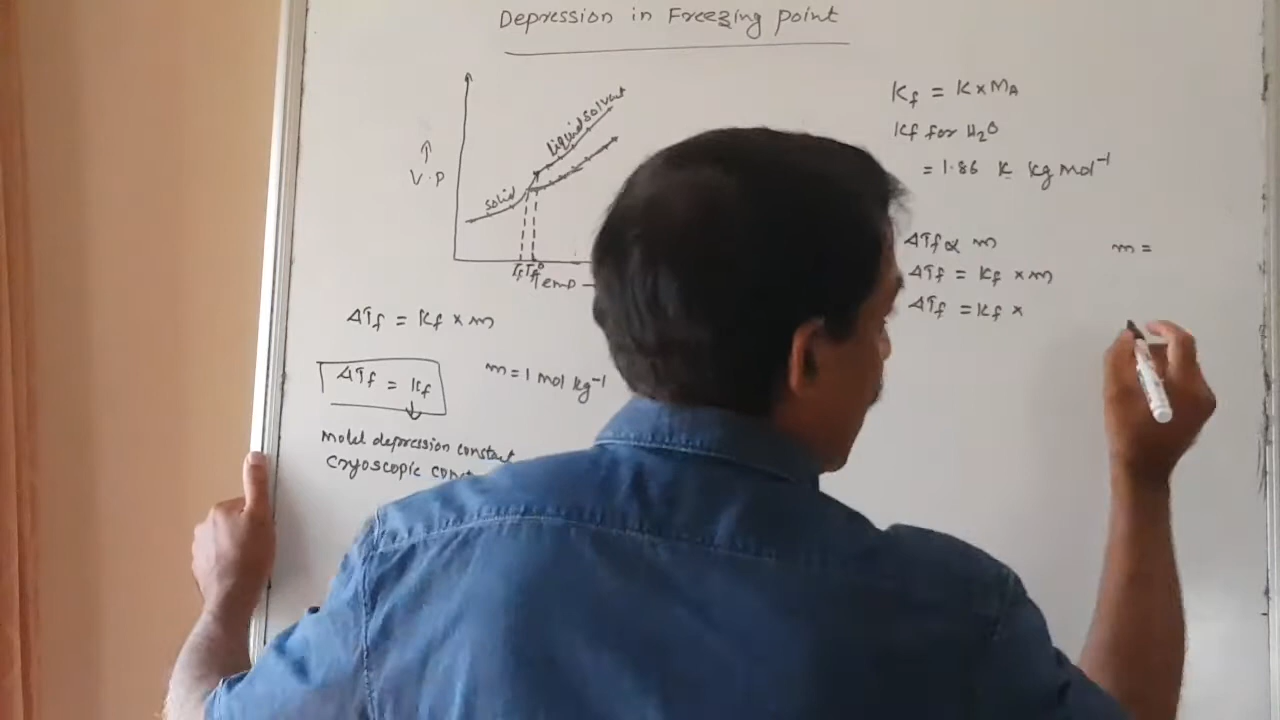 Depression in Freezing point
↑
V.P
solid
liquid solvent
Tf Tf°
Temp
ΔTf = Kf × m
ΔTf = Kf
m = 1 mol kg⁻¹
molal depression constant
cryoscopic
Kf = K × MA
Kf for H₂O
= 1.86 K kg mol⁻¹
ΔTf α m
ΔTf = Kf × m
ΔTf = Kf ×
m =